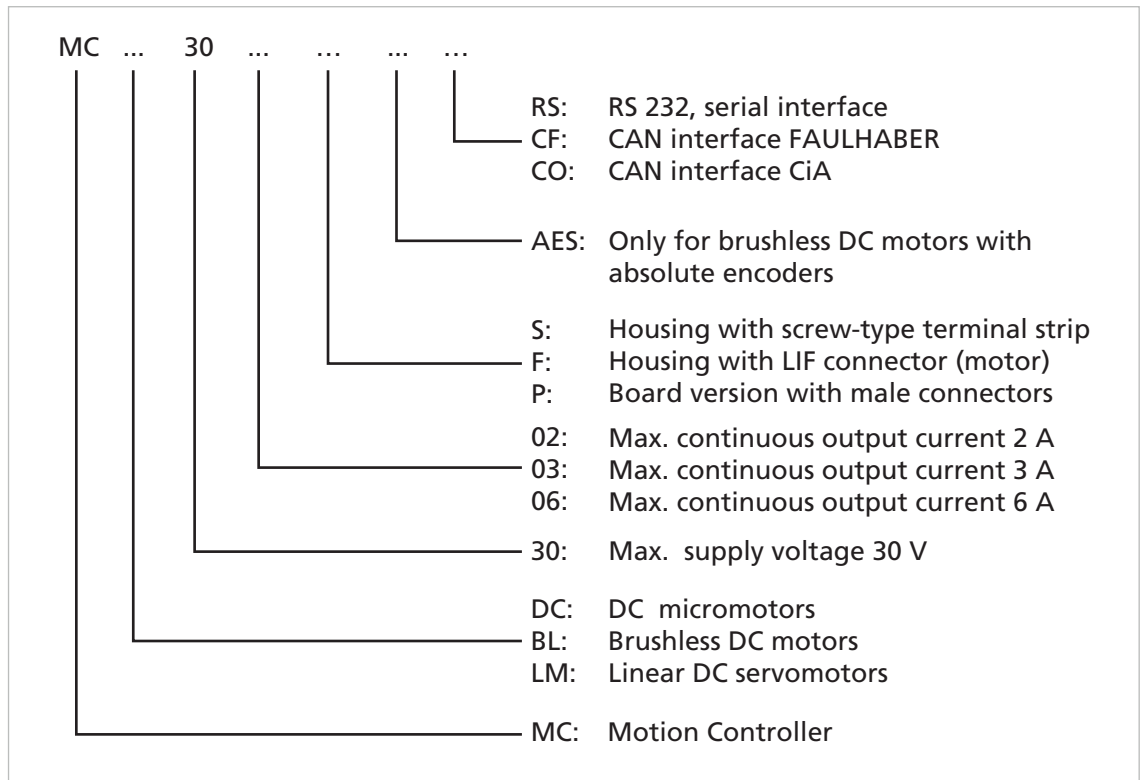 MC ... 30 ... ... ... ...
RS: RS 232, serial interface
CF: CAN interface FAULHABER
CO: CAN interface CiA
AES: Only for brushless DC motors with
absolute encoders
S: Housing with screw-type terminal strip
F: Housing with LIF connector (motor)
P: Board version with male connectors
02: Max. continuous output current 2 A
03: Max. continuous output current 3 A
06: Max. continuous output current 6 A
30: Max. supply voltage 30 V
DC: DC micromotors
BL: Brushless DC motors
LM: Linear DC servomotors
MC: Motion Controller